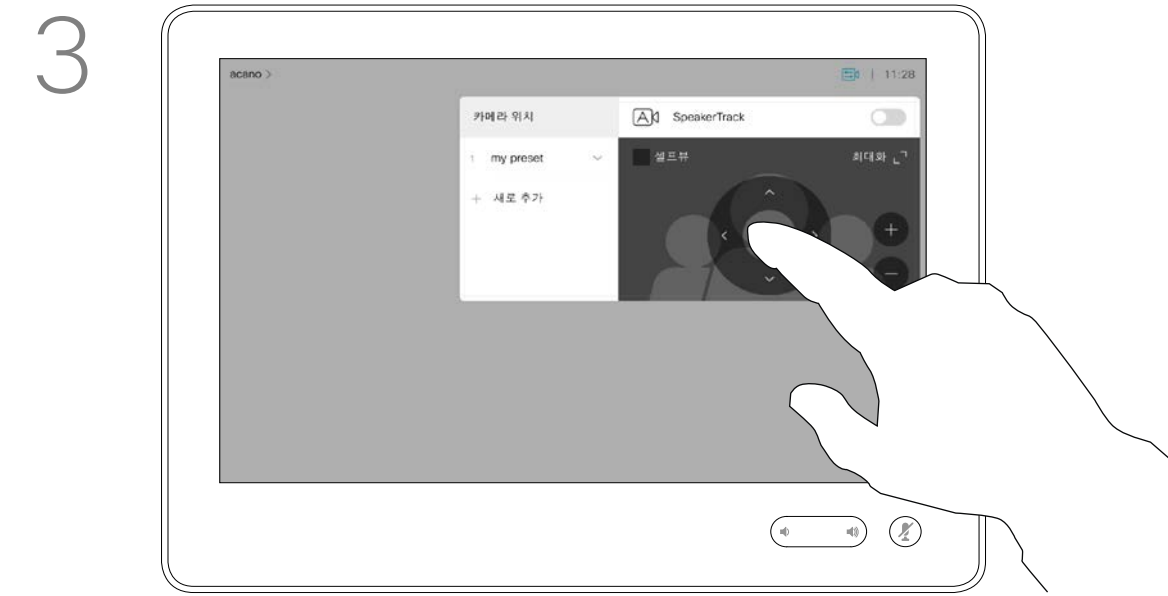 3
acano >
11:28
카메라 위치
SpeakerTrack
1 my preset
셀프뷰
최대화
+ 새로 추가